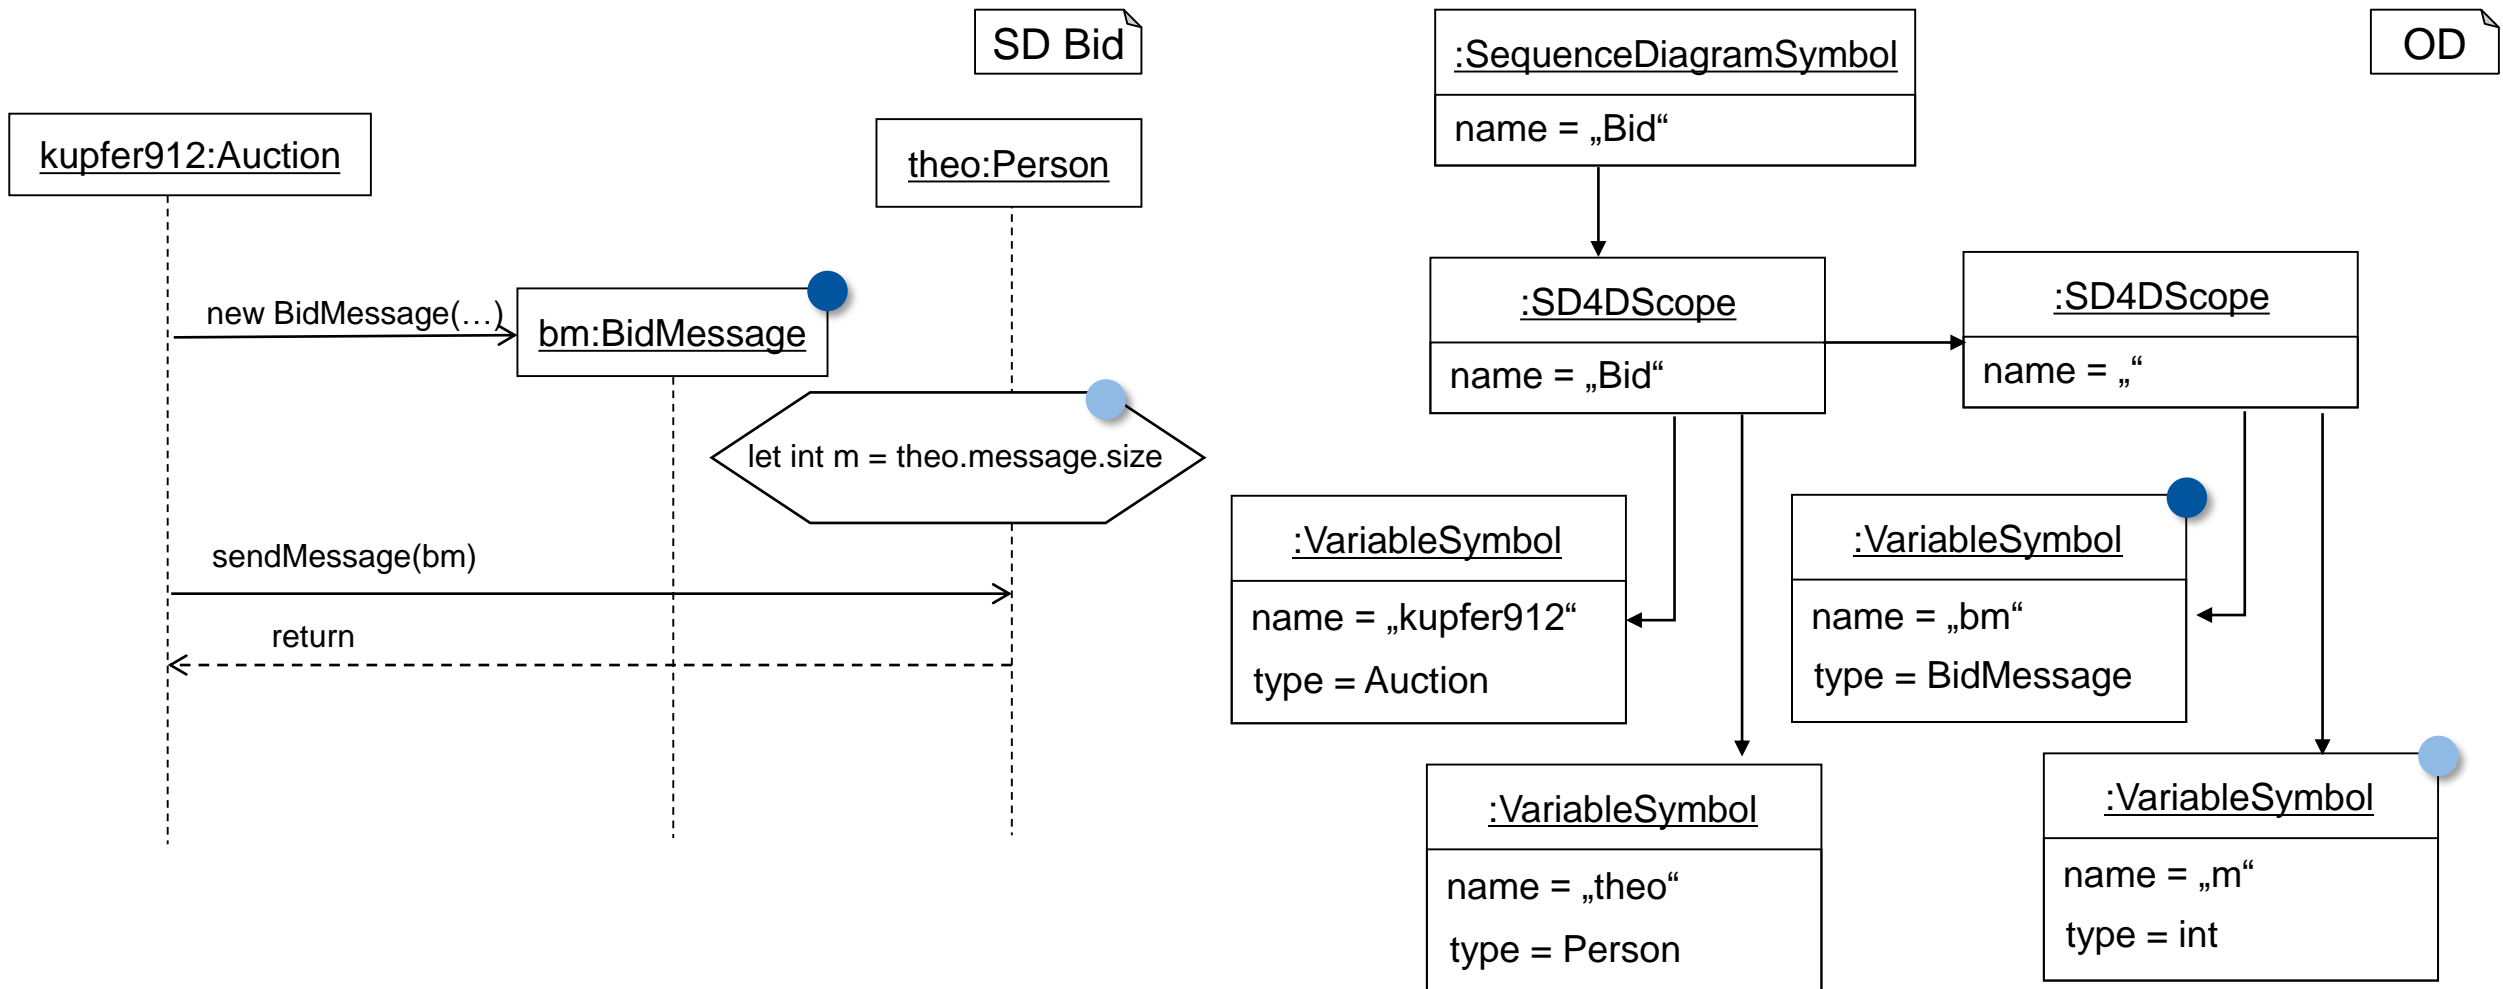 SD Bid
kupfer912:Auction
theo:Person
new BidMessage(…)
bm:BidMessage
let int m = theo.message.size
sendMessage(bm)
return
OD
:SequenceDiagramSymbol
name = „Bid“
:SD4DScope
name = „Bid“
:SD4DScope
name = „“
:VariableSymbol
name = „kupfer912“
type = Auction
:VariableSymbol
name = „bm“
type = BidMessage
:VariableSymbol
name = „theo“
type = Person
:VariableSymbol
name = „m“
type = int